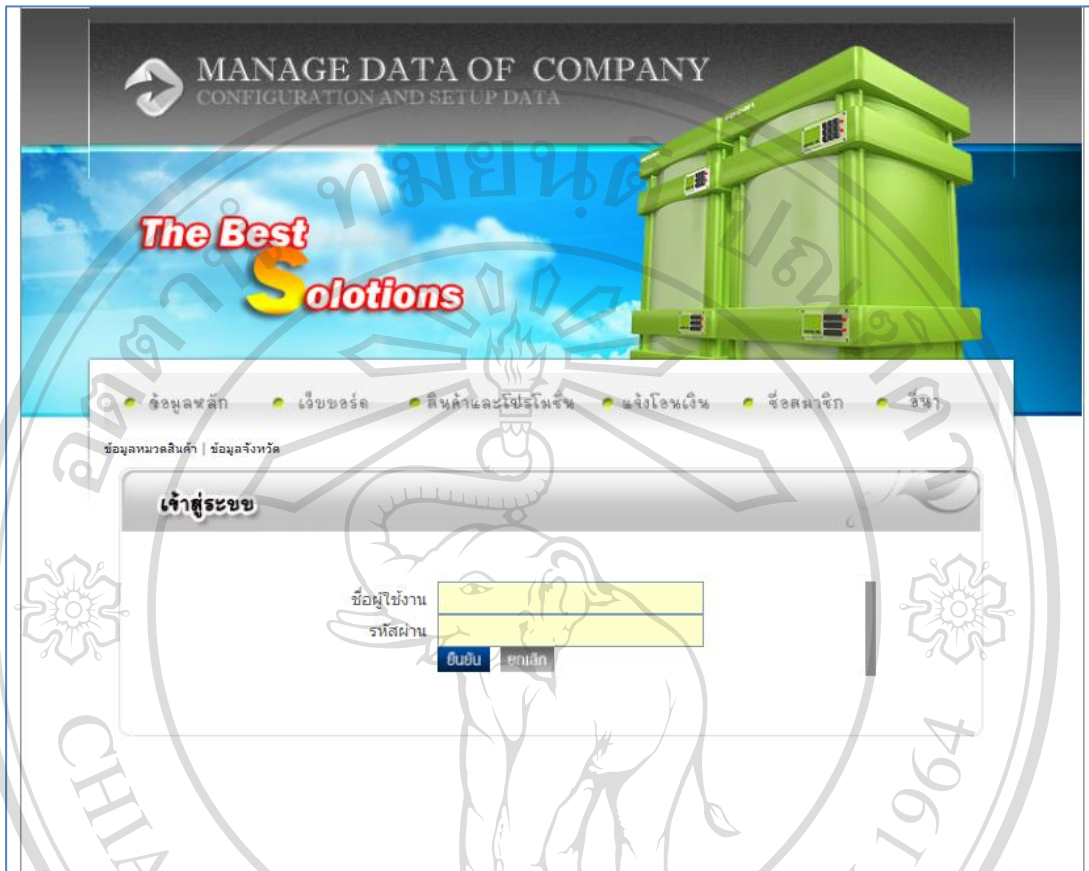 MANAGE DATA OF COMPANY
CONFIGURATION AND SETUP DATA
The Best
Solotions
ข้อมูลหลัก เว็บบอร์ด สินค้าและโปรโมชั่น แจ้งโอนเงิน ชื่อสมาชิก อื่นๆ
ข้อมูลหมวดสินค้า | ข้อมูลจังหวัด
เข้าสู่ระบบ
ชื่อผู้ใช้งาน
รหัสผ่าน
ยืนยัน ยกเลิก
1964